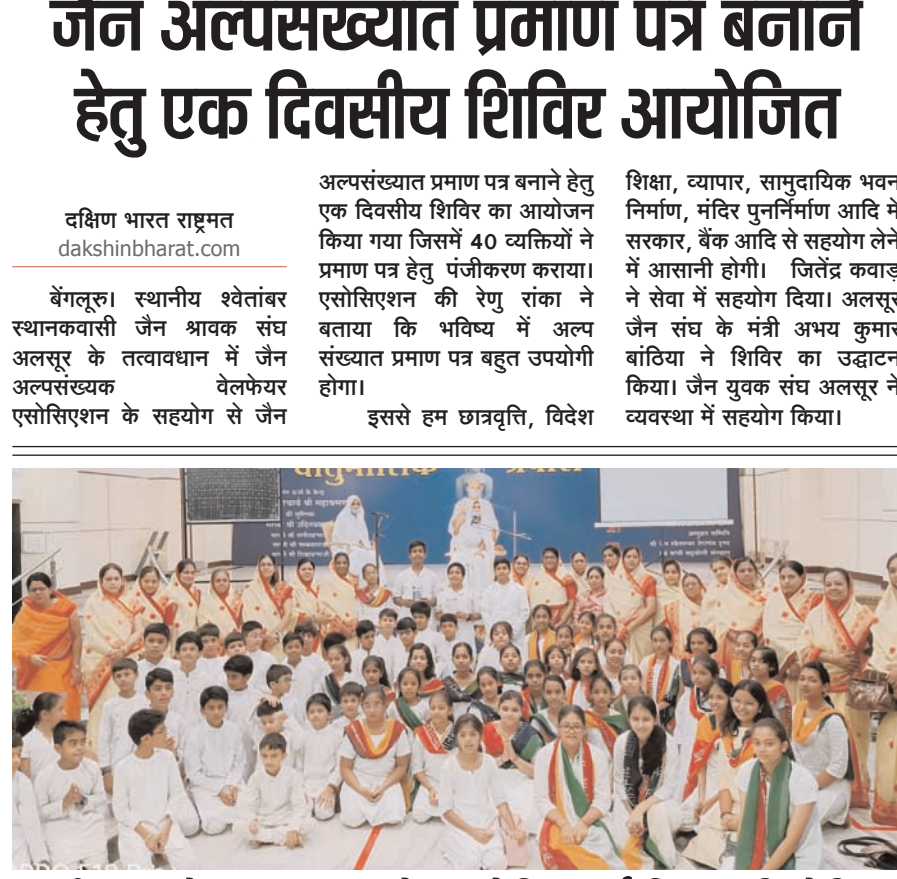 जैन अल्पसंख्यात प्रमाण पत्र बनाने
हेतु एक दिवसीय शिविर आयोजित
दक्षिण भारत राष्ट्रमत
dakshinbharat.com
बेंगलूरु। स्थानीय श्वेतांबर
स्थानकवासी जैन श्रावक संघ
अलसूर के तत्वावधान में जैन
अल्पसंख्यक वेलफेयर
एसोसिएशन के सहयोग से जैन
अल्पसंख्यात प्रमाण पत्र बनाने हेतु
एक दिवसीय शिविर का आयोजन
किया गया जिसमें 40 व्यक्तियों ने
प्रमाण पत्र हेतु पंजीकरण कराया।
एसोसिएशन की रेणु रांका ने
बताया कि भविष्य में अल्प
संख्यात प्रमाण पत्र बहुत उपयोगी
होगा।
इससे हम छात्रवृत्ति, विदेश
शिक्षा, व्यापार, सामुदायिक भवन
निर्माण, मंदिर पुनर्निर्माण आदि में
सरकार, बैंक आदि से सहयोग लेने
में आसानी होगी। जितेंद्र कवाड़
ने सेवा में सहयोग दिया। अलसूर
जैन संघ के मंत्री अभय कुमार
बांठिया ने शिविर का उद्घाटन
किया। जैन युवक संघ अलसूर ने
व्यवस्था में सहयोग किया।